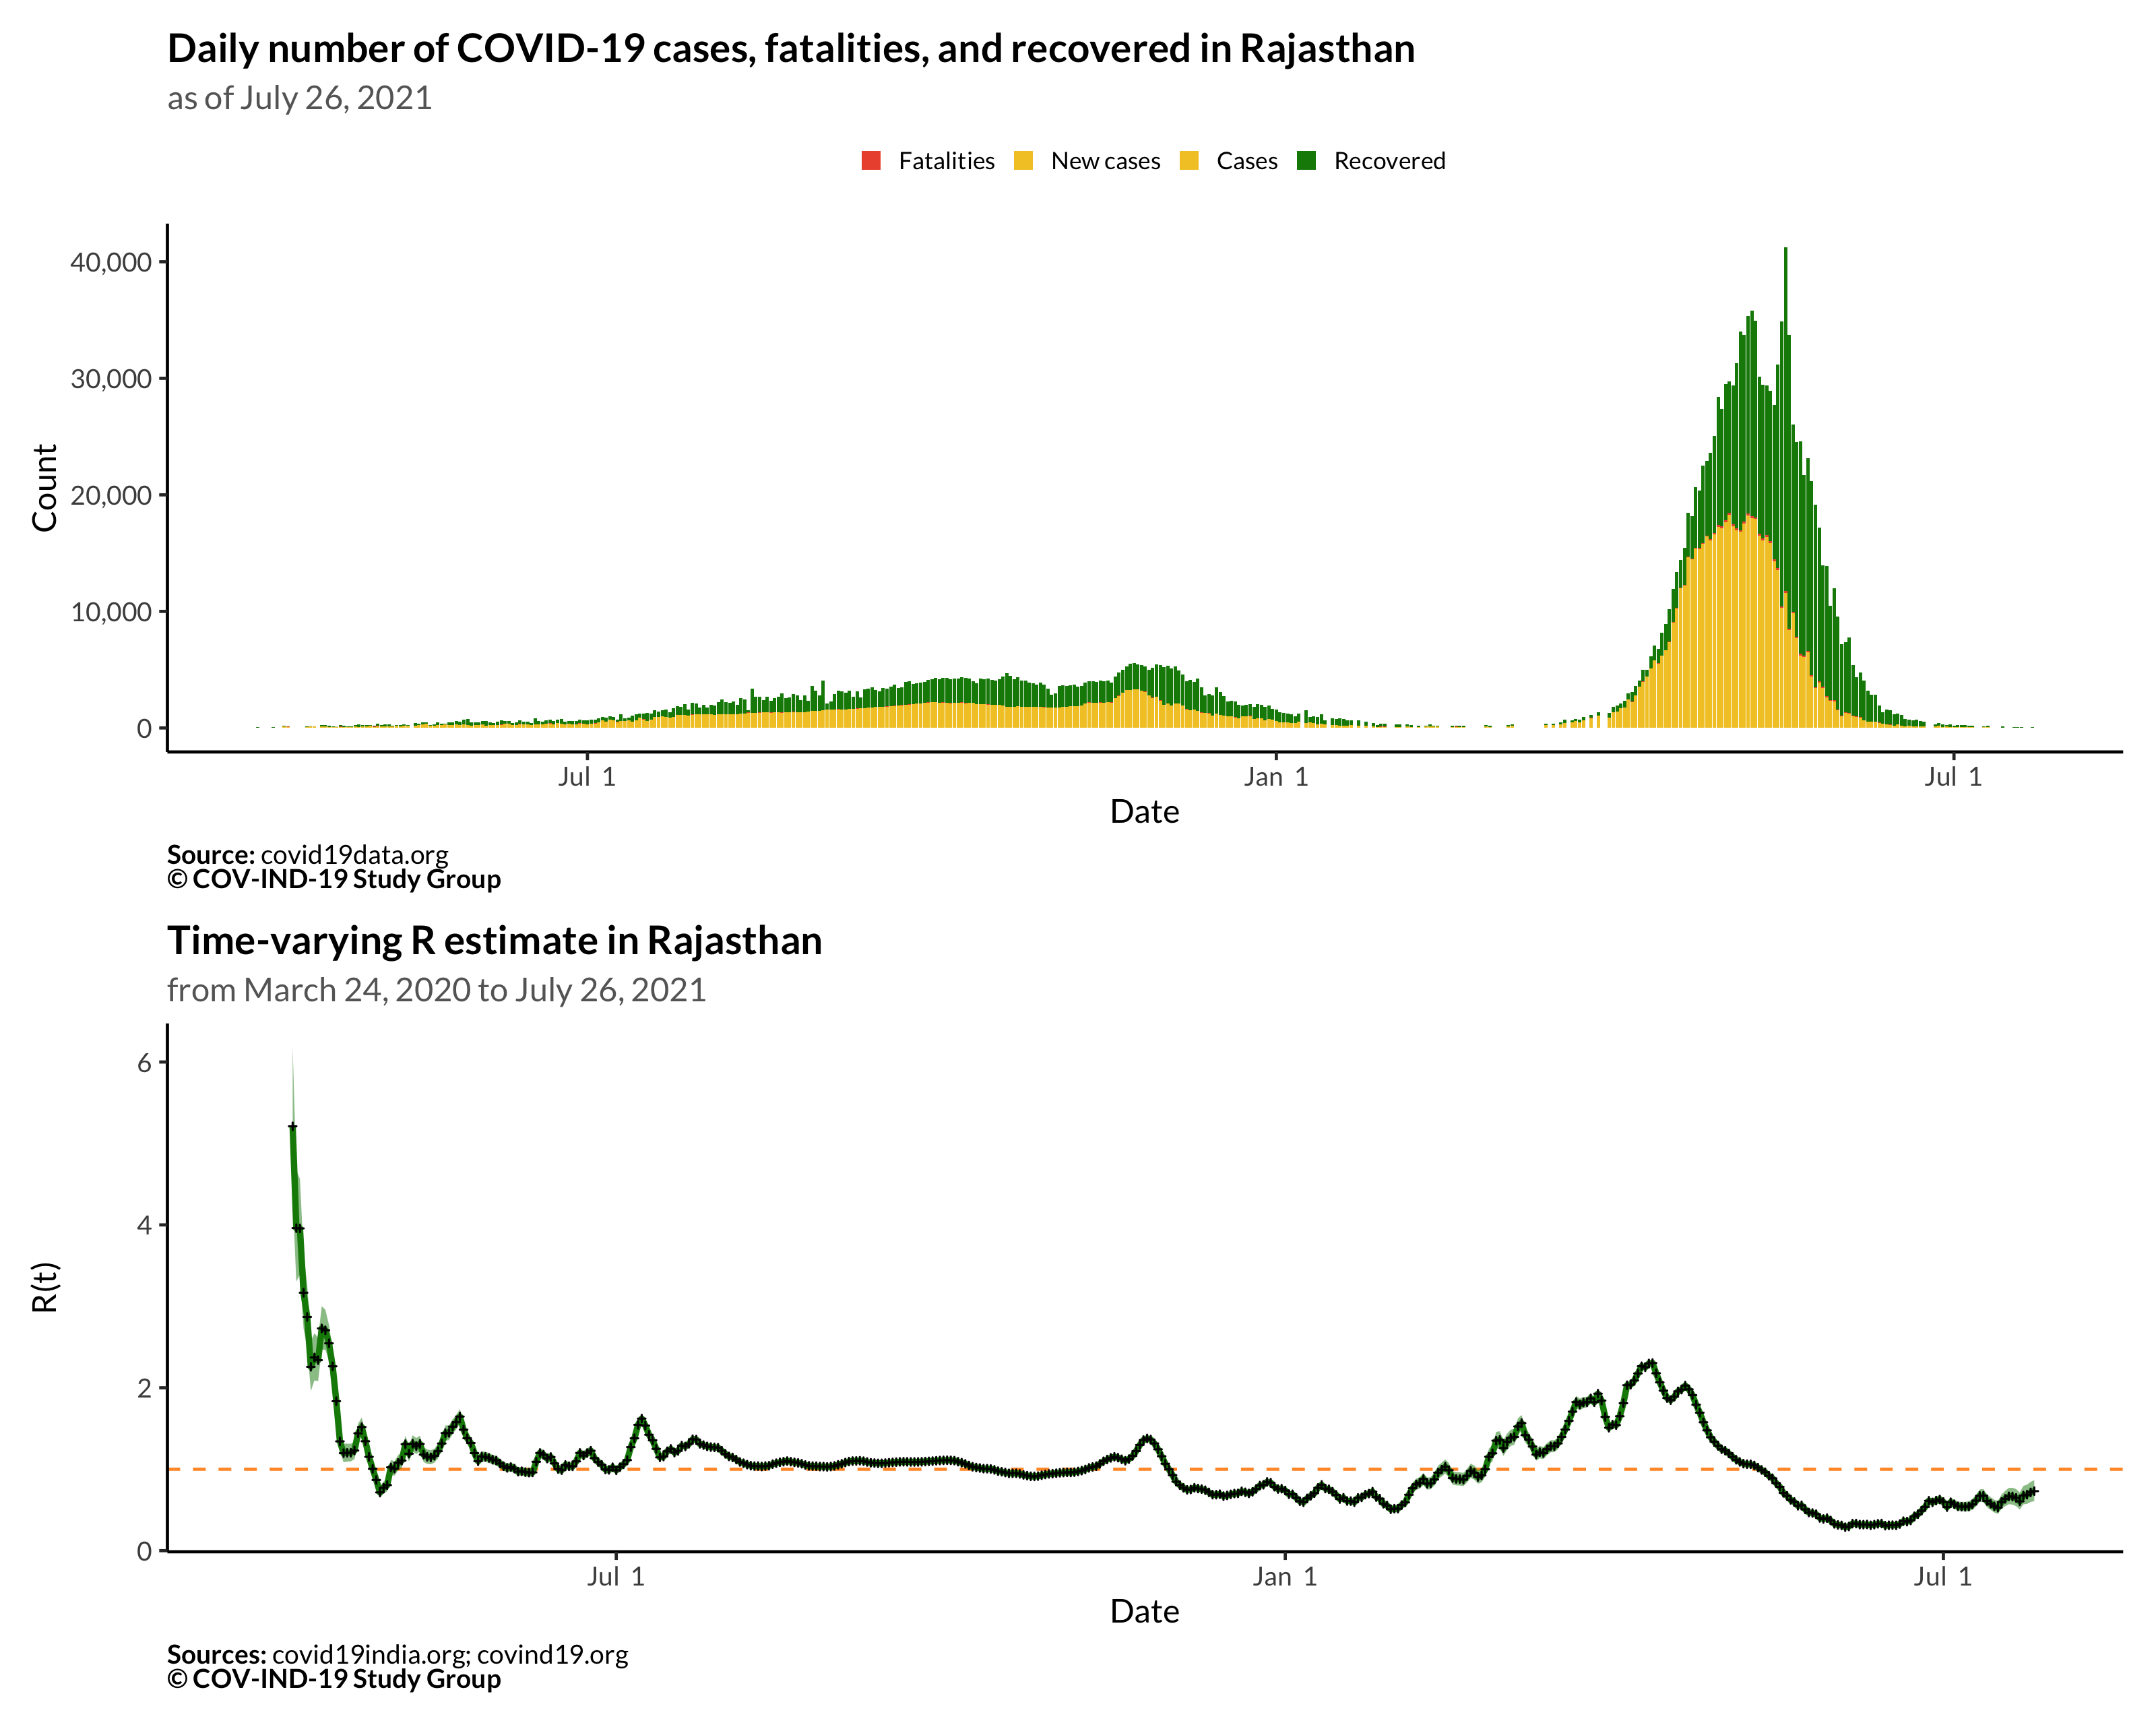 Daily number of COVID-19 cases, fatalities, and recovered in Rajasthan
as of July 26, 2021
Fatalities New cases Cases Recovered
40,000
30,000
20,000
10,000
0
Count
Jul 1 Jan 1 Jul 1
Date
Source: covid19data.org
© COV-IND-19 Study Group
Time-varying R estimate in Rajasthan
from March 24, 2020 to July 26, 2021
6
4
2
0
R(t)
Jul 1 Jan 1 Jul 1
Date
Sources: covid19india.org; covind19.org
© COV-IND-19 Study Group